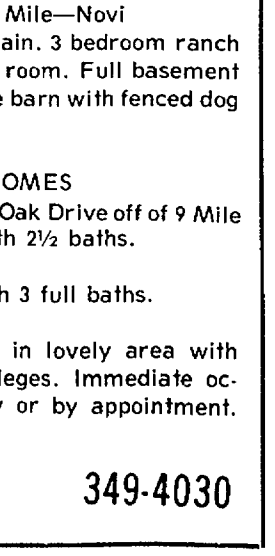 Mile—Novi
ain. 3 bedroom ranch
room. Full basement
barn with fenced dog
OMES
Oak Drive off of 9 Mile
th 2½ baths.
h 3 full baths.
in lovely area with
leges. Immediate oc-
or by appointment.
349-4030